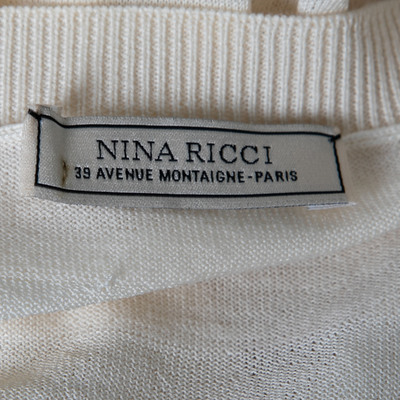 NINA RICCI
39 AVENUE MONTAIGNE-PARIS